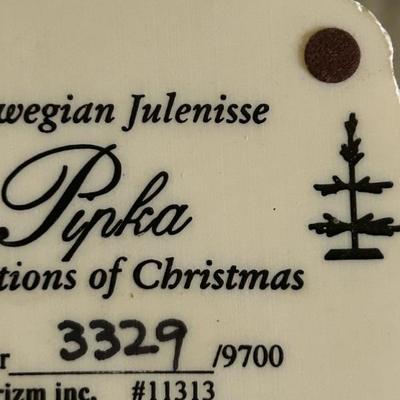 wegian Julenisse
Pipka
tions of Christmas
r 3329 /9700
rizm inc. #11313